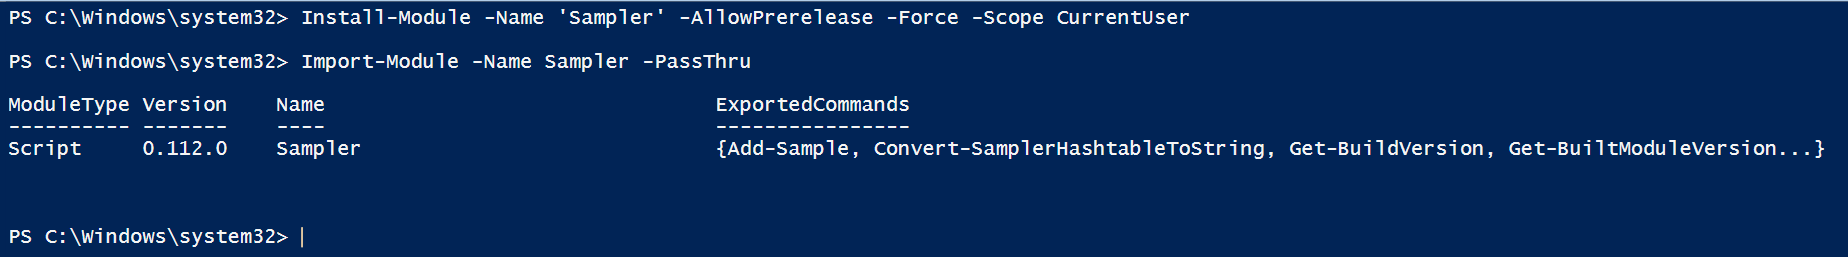 PS C:\Windows\system32> Install-Module -Name 'Sampler' -AllowPrerelease -Force -Scope CurrentUser
PS C:\Windows\system32> Import-Module -Name Sampler -PassThru
ModuleType Version    Name                                ExportedCommands
---------- -------    ----                                ----------------
Script     0.112.0    Sampler                             {Add-Sample, Convert-SamplerHashtableToString, Get-BuildVersion, Get-BuiltModuleVersion...}
PS C:\Windows\system32>